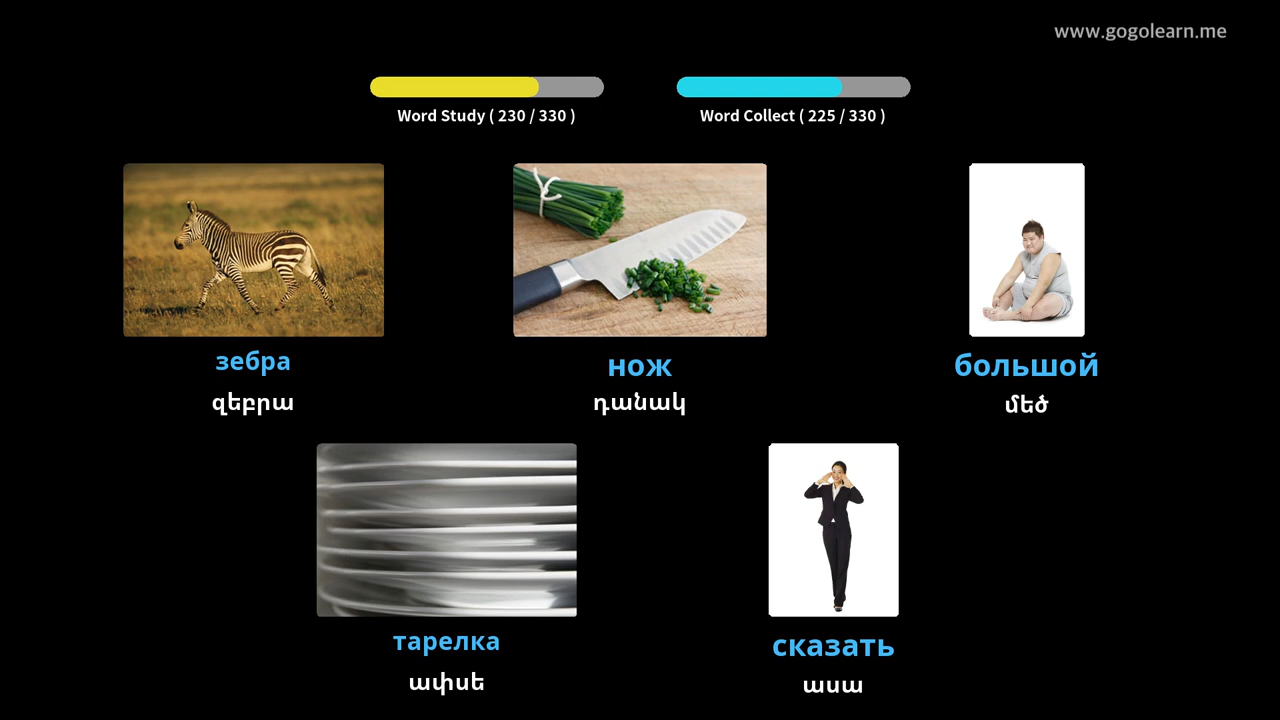 www.gogolearn.me
Word Study ( 230 / 330 )
Word Collect ( 225 / 330 )
зебра
զեբրա
нож
դանակ
большой
մեծ
тарелка
ափսե
сказать
ասա